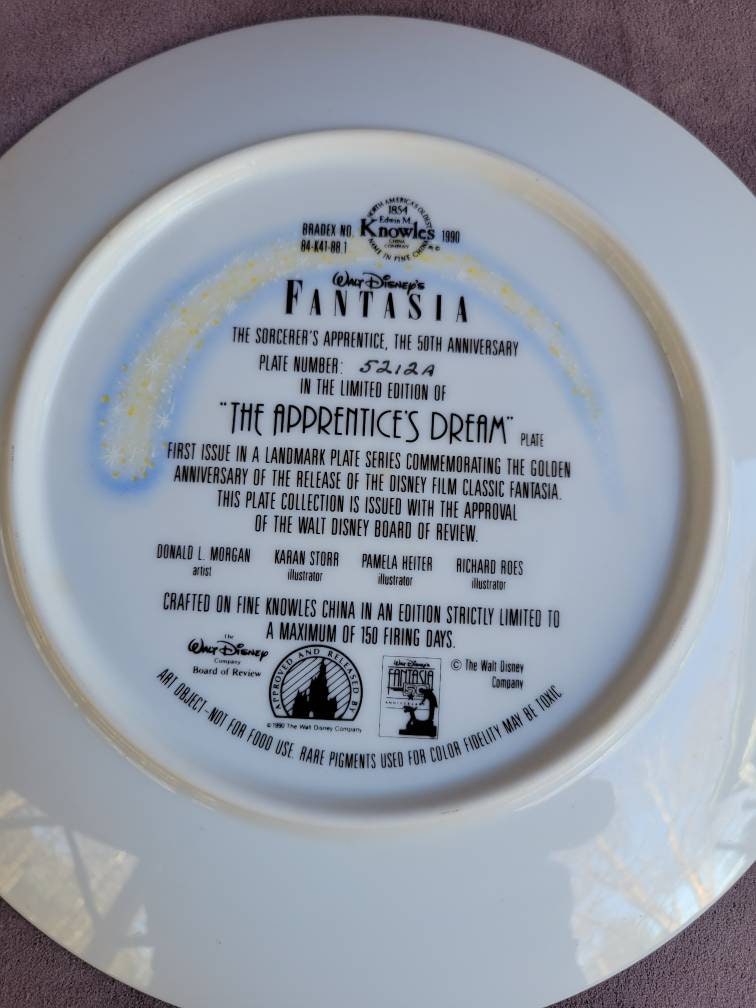 NORTH AMERICA'S OLDEST
1854
Edwin M.
BRADEX NO. Knowles 1990
84-K41-88.1 CHINA
COMPANY
NAME IN FINE CHINA
Walt Disney's
FANTASIA
THE SORCERER'S APPRENTICE, THE 50TH ANNIVERSARY
PLATE NUMBER: 5212A
IN THE LIMITED EDITION OF
"THE APPRENTICE'S DREAM" PLATE
FIRST ISSUE IN A LANDMARK PLATE SERIES COMMEMORATING THE GOLDEN
ANNIVERSARY OF THE RELEASE OF THE DISNEY FILM CLASSIC FANTASIA.
THIS PLATE COLLECTION IS ISSUED WITH THE APPROVAL
OF THE WALT DISNEY BOARD OF REVIEW.
DONALD L. MORGAN KARAN STORR PAMELA HEITER RICHARD ROES
artist illustrator illustrator illustrator
CRAFTED ON FINE KNOWLES CHINA IN AN EDITION STRICTLY LIMITED TO
A MAXIMUM OF 150 FIRING DAYS.
The
Walt Disney
Company
Board of Review
APPROVED AND RELEASED BY
© 1990 The Walt Disney Company
Walt Disney's
FANTASIA
ANNIVERSARY
© The Walt Disney
Company
ART OBJECT-NOT FOR FOOD USE. RARE PIGMENTS USED FOR COLOR FIDELITY MAY BE TOXIC